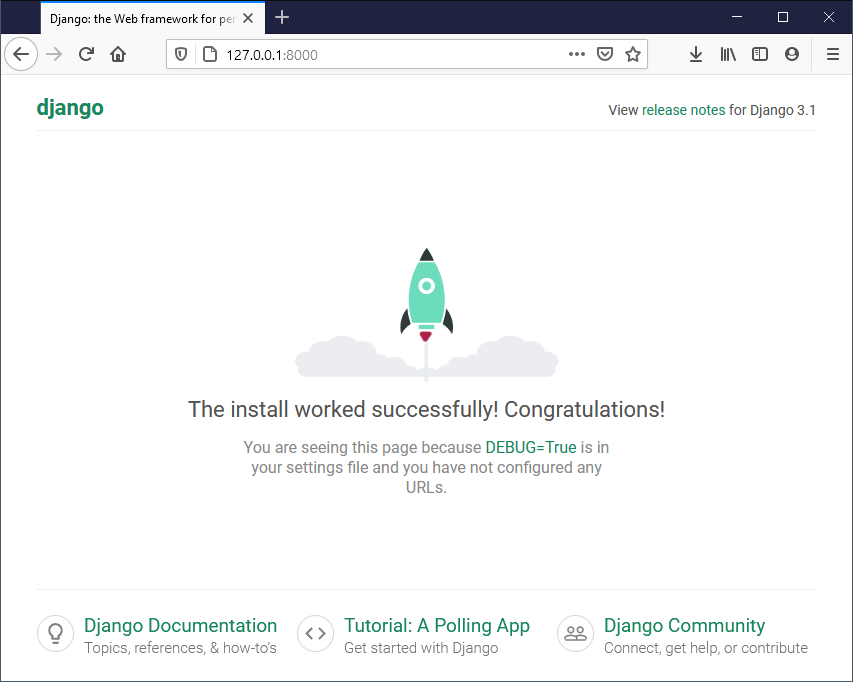 Django: the Web framework for per
127.0.0.1:8000
django
View release notes for Django 3.1
The install worked successfully! Congratulations!
You are seeing this page because DEBUG=True is in
your settings file and you have not configured any
URLs.
Django Documentation
Topics, references, & how-to's
Tutorial: A Polling App
Get started with Django
Django Community
Connect, get help, or contribute